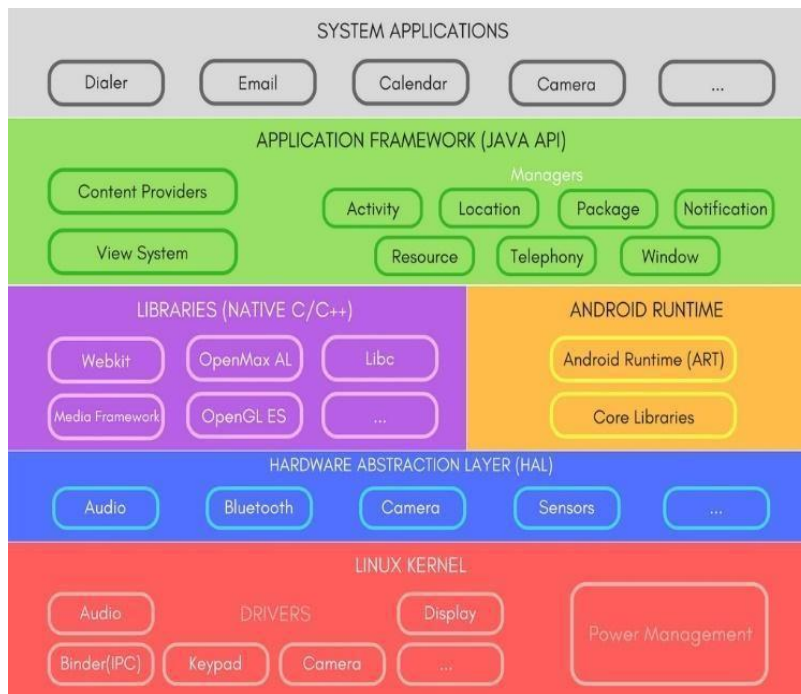 SYSTEM APPLICATIONS
Dialer
Email
Calendar
Camera
...
APPLICATION FRAMEWORK (JAVA API)
Managers
Content Providers
Activity
Location
Package
Notification
View System
Resource
Telephony
Window
LIBRARIES (NATIVE C/C++)
Webkit
OpenMax AL
Libc
Media Framework
OpenGL ES
...
ANDROID RUNTIME
Android Runtime (ART)
Core Libraries
HARDWARE ABSTRACTION LAYER (HAL)
Audio
Bluetooth
Camera
Sensors
...
LINUX KERNEL
Audio
DRIVERS
Display
Binder(IPC)
Keypad
Camera
...
Power Management